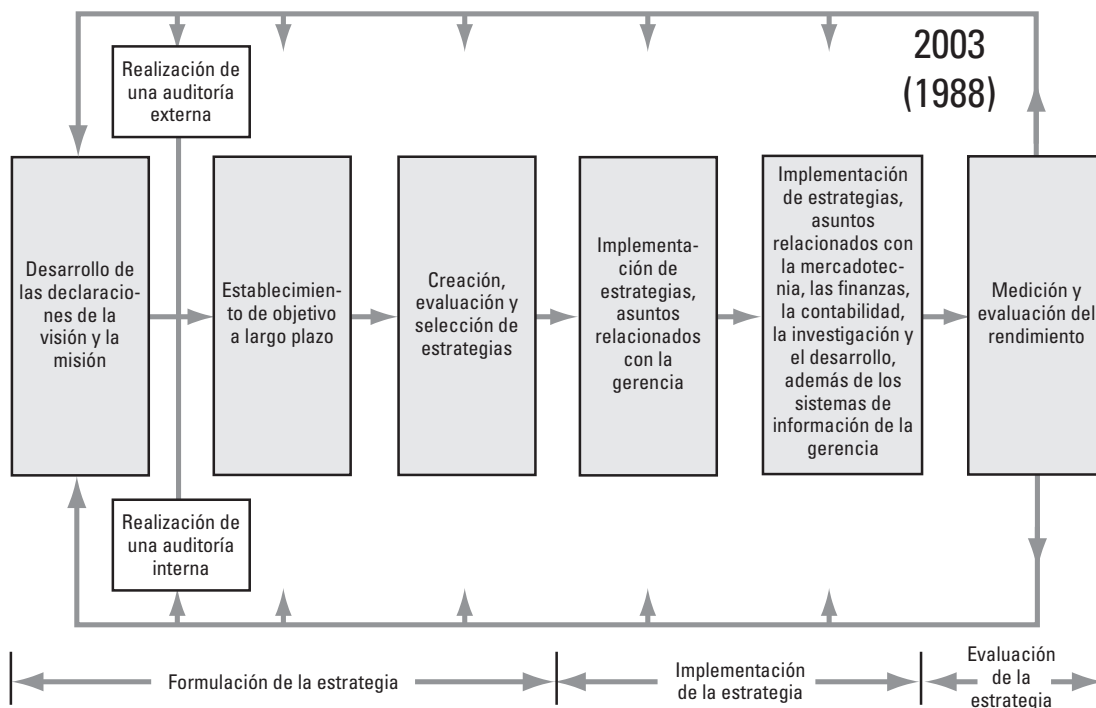 2003
(1988)
Realización de
una auditoría
externa
Desarrollo de
las declaracio-
nes de la
visión y la
misión
Establecimien-
to de objetivo
a largo plazo
Creación,
evaluación y
selección de
estrategias
Implementa-
ción de
estrategias,
asuntos
relacionados
con la
gerencia
Implementación
de estrategias,
asuntos
relacionados con
la mercadotec-
nia, las finanzas,
la contabilidad,
la investigación y
el desarrollo,
además de los
sistemas de
información de la
gerencia
Medición y
evaluación del
rendimiento
Realización de
una auditoría
interna
Formulación de la estrategia
Implementación
de la estrategia
Evaluación
de la
estrategia